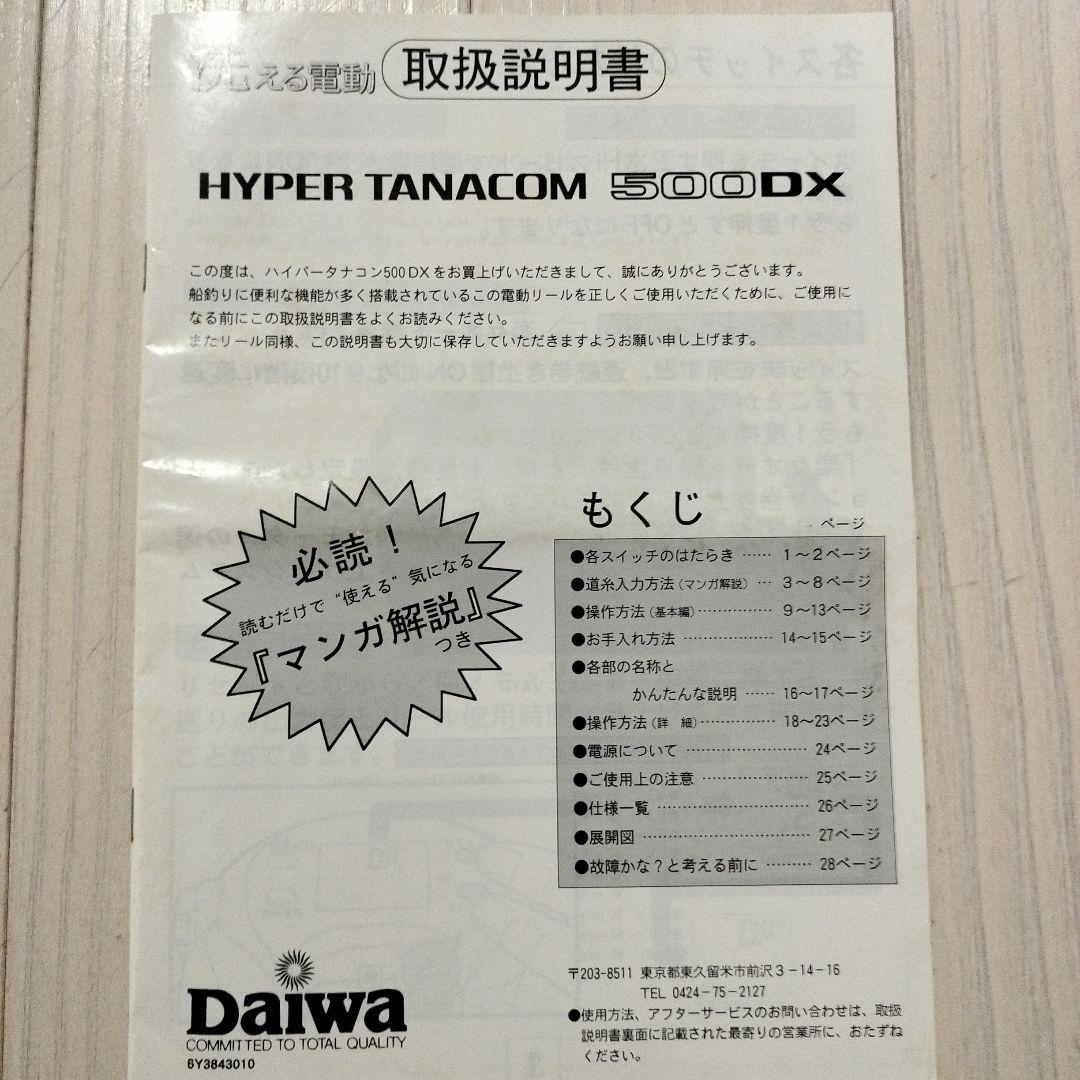 使える電動 取扱説明書
HYPER TANACOM 500DX
この度は、ハイパータナコン500DXをお買上げいただきまして、誠にありがとうございます。
船釣りに便利な機能が多く搭載されているこの電動リールを正しくご使用いただくために、ご使用に
なる前にこの取扱説明書をよくお読みください。
またリール同様、この説明書も大切に保存していただきますようお願い申し上げます。
必読！
読むだけで“使える”気になる
『マンガ解説』
つき
もくじ
ページ
●各スイッチのはたらき …… 1～2ページ
●道糸入力方法（マンガ解説）… 3～8ページ
●操作方法（基本編）…………… 9～13ページ
●お手入れ方法 ……………… 14～15ページ
●各部の名称と
かんたんな説明 …… 16～17ページ
●操作方法（詳 細）…………… 18～23ページ
●電源について …………………… 24ページ
●ご使用上の注意 ………………… 25ページ
●仕様一覧 ………………………… 26ページ
●展開図 …………………………… 27ページ
●故障かな？と考える前に ……… 28ページ
Daiwa
COMMITTED TO TOTAL QUALITY
6Y3843010
〒203-8511 東京都東久留米市前沢3－14－16
TEL 0424－75－2127
●使用方法、アフターサービスのお問い合わせは、取扱
説明書裏面に記載された最寄りの営業所に、おたずね
ください。